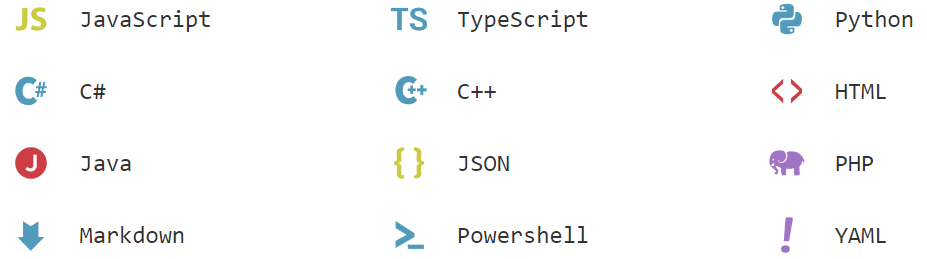 JS JavaScript TS TypeScript Python
C# C# C++ C++ <> HTML
J Java {} JSON PHP
Markdown >_ Powershell ! YAML